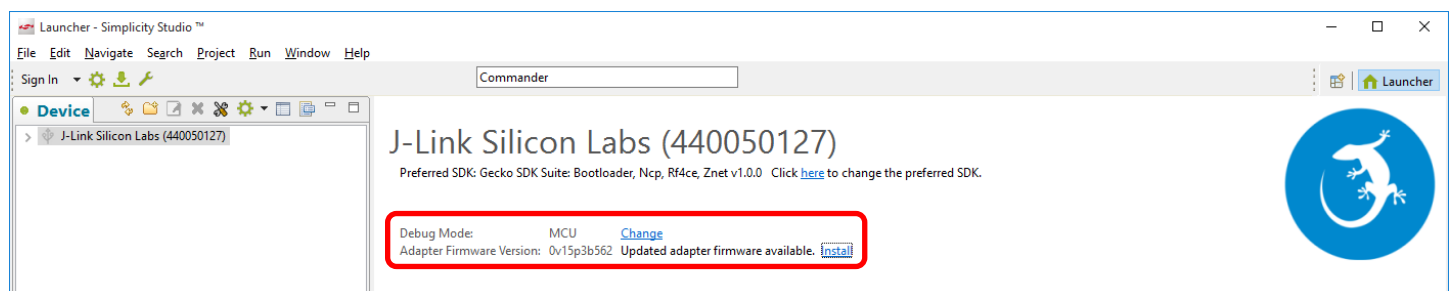 Launcher - Simplicity Studio ™
File Edit Navigate Search Project Run Window Help
Sign In
Commander
Launcher
Device
J-Link Silicon Labs (440050127)
J-Link Silicon Labs (440050127)
Preferred SDK: Gecko SDK Suite: Bootloader, Ncp, Rf4ce, Znet v1.0.0 Click here to change the preferred SDK.
Debug Mode: MCU Change
Adapter Firmware Version: 0v15p3b562 Updated adapter firmware available. Install